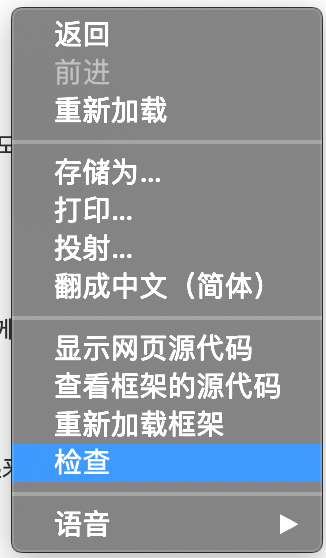 返回
前进
重新加载
存储为...
打印...
投射...
翻成中文（简体）
显示网页源代码
查看框架的源代码
重新加载框架
检查
语音